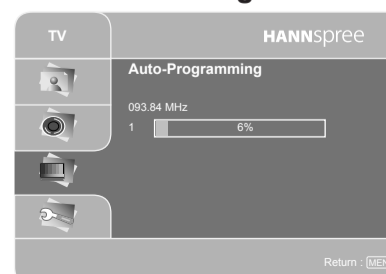 TV
HANNspree
Auto-Programming
093.84 MHz
1 6%
Return :